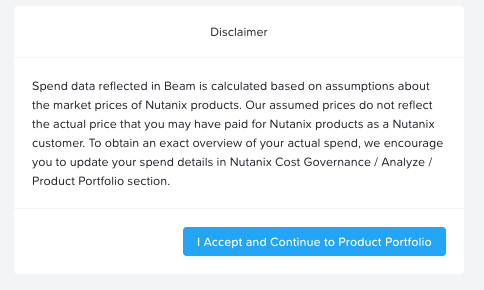 Disclaimer
Spend data reflected in Beam is calculated based on assumptions about
the market prices of Nutanix products. Our assumed prices do not reflect
the actual price that you may have paid for Nutanix products as a Nutanix
customer. To obtain an exact overview of your actual spend, we encourage
you to update your spend details in Nutanix Cost Governance / Analyze /
Product Portfolio section.
I Accept and Continue to Product Portfolio